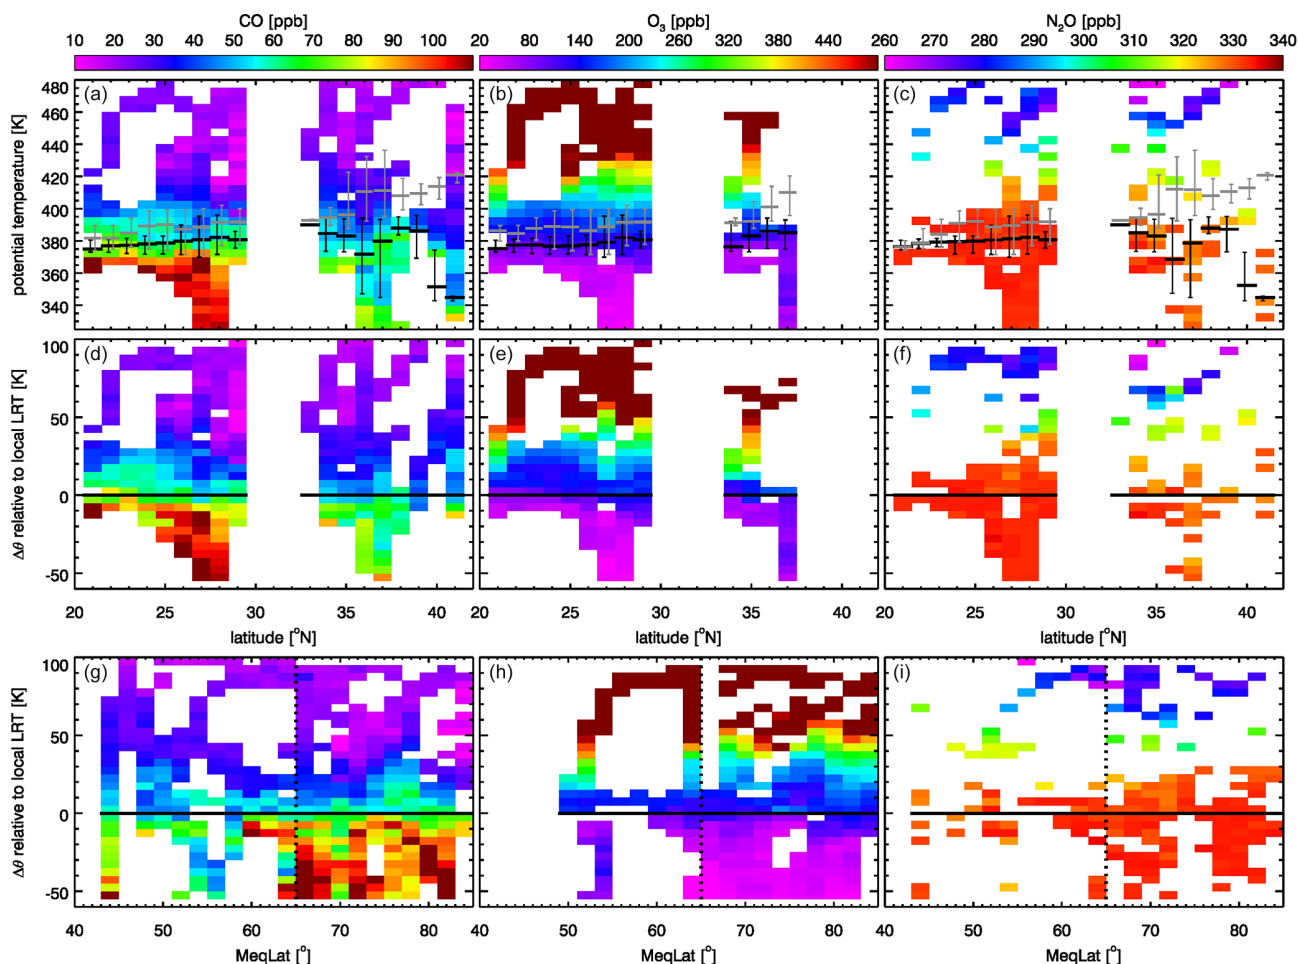 CO [ppb] O₃ [ppb] N₂O [ppb]
10 20 30 40 50 60 70 80 90 100 20 80 140 200 260 320 380 440 260 270 280 290 300 310 320 330 340
(a) (b) (c)
potential temperature [K]
480
460
440
420
400
380
360
340
(d) (e) (f)
Δθ relative to local LRT [K]
100
50
0
-50
20 25 30 35 40 20 25 30 35 40 20 25 30 35 40
latitude [°N] latitude [°N] latitude [°N]
(g) (h) (i)
Δθ relative to local LRT [K]
100
50
0
-50
40 50 60 70 80 40 50 60 70 80 40 50 60 70 80
MeqLat [°] MeqLat [°] MeqLat [°]